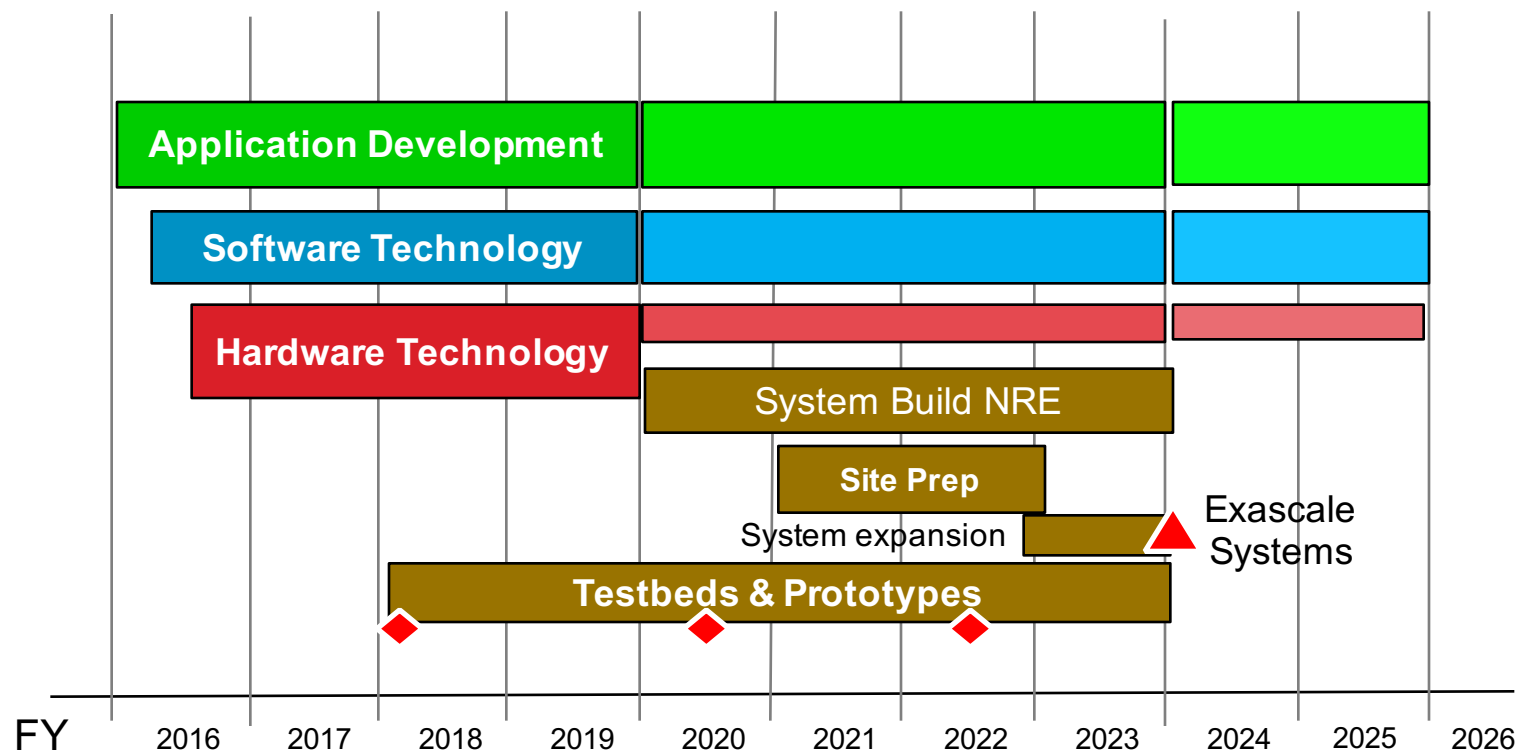 Application Development
Software Technology
Hardware Technology
System Build NRE
Site Prep
System expansion
Exascale
Systems
Testbeds & Prototypes
FY 2016 2017 2018 2019 2020 2021 2022 2023 2024 2025 2026